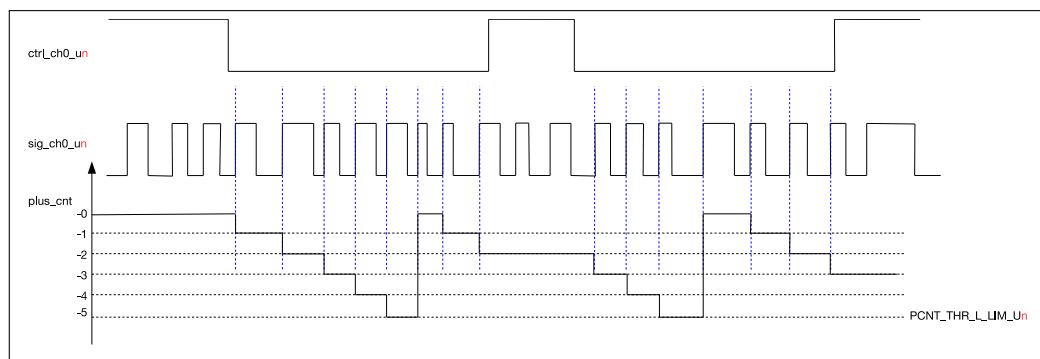 ctrl_ch0_un
sig_ch0_un
plus_cnt
-0
-1
-2
-3
-4
-5
PCNT_THR_L_LIM_Un